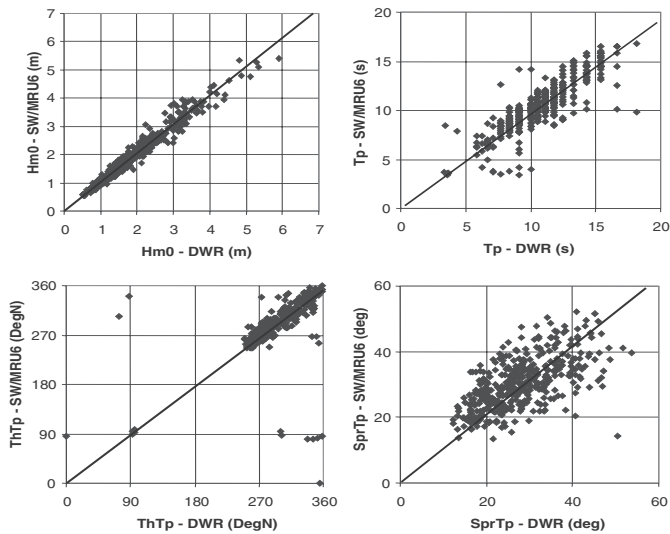 7
6
5
4
3
2
1
0
Hm0 - SW/MRU6 (m)
0 1 2 3 4 5 6 7
Hm0 - DWR (m)
20
15
10
5
0
Tp - SW/MRU6 (s)
0 5 10 15 20
Tp - DWR (s)
360
270
180
90
0
ThTp - SW/MRU6 (DegN)
0 90 180 270 360
ThTp - DWR (DegN)
60
40
20
0
SprTp - SW/MRU6 (deg)
0 20 40 60
SprTp - DWR (deg)